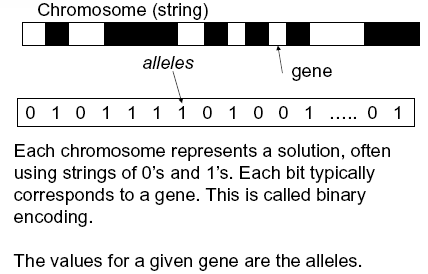 Chromosome (string)
alleles
gene
0 1 0 1 1 1 1 0 1 0 0 1 ..... 0 1
Each chromosome represents a solution, often
using strings of 0's and 1's. Each bit typically
corresponds to a gene. This is called binary
encoding.
The values for a given gene are the alleles.